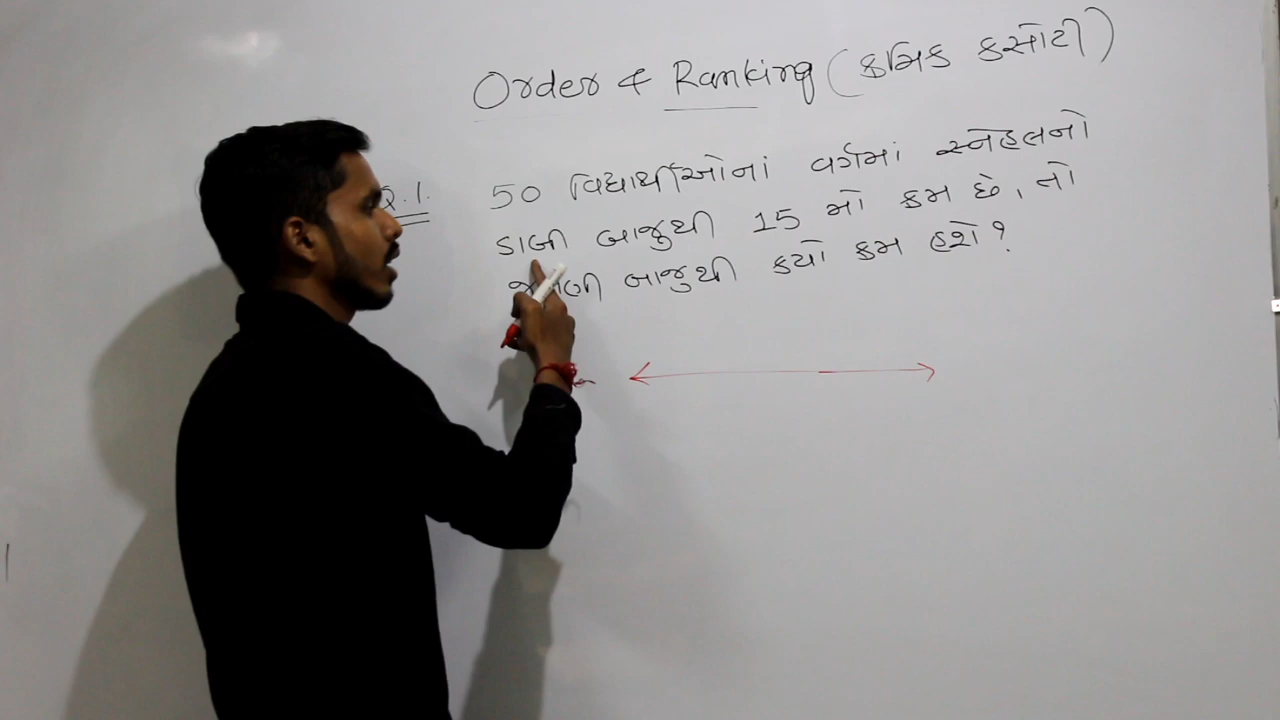 Order & Ranking (ક્રમિક કસોટી)
Q.1. 50 વિદ્યાર્થીઓનાં વર્ગમાં સ્નેહલનો
ડાબી બાજુથી 15 મો ક્રમ છે, તો
બાજુથી કયો ક્રમ હશે?